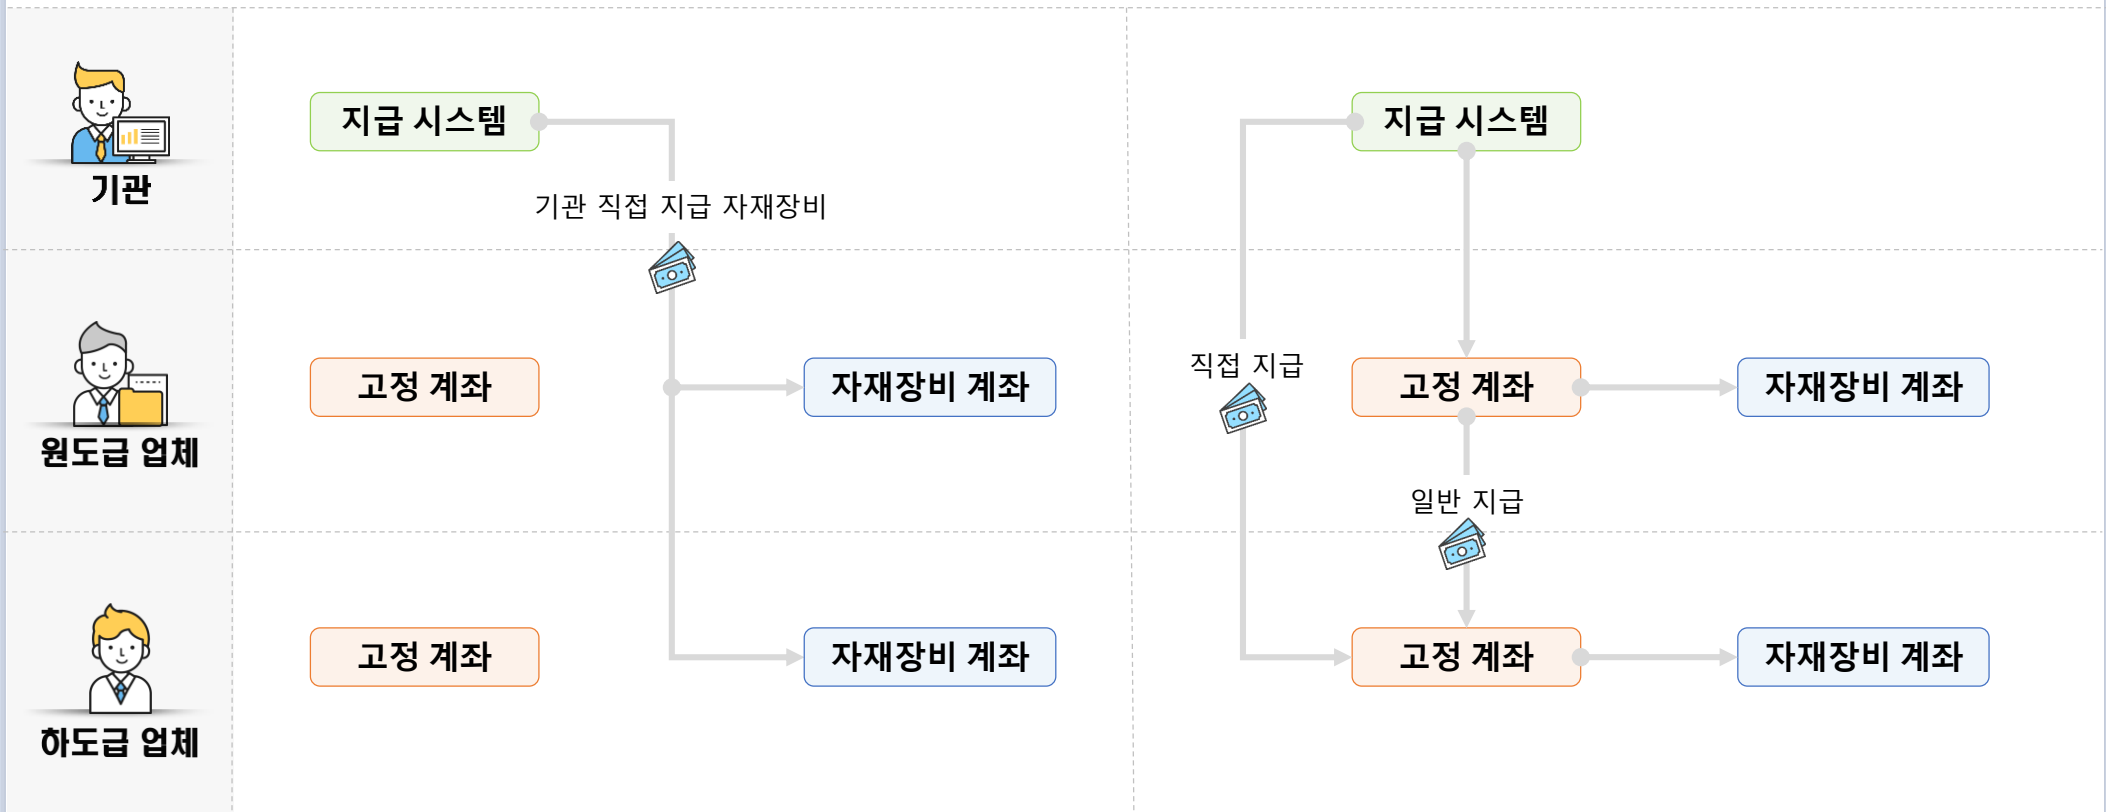 기관
지급 시스템
기관 직접 지급 자재장비
지급 시스템
원도급 업체
고정 계좌
자재장비 계좌
직접 지급
고정 계좌
자재장비 계좌
일반 지급
하도급 업체
고정 계좌
자재장비 계좌
고정 계좌
자재장비 계좌